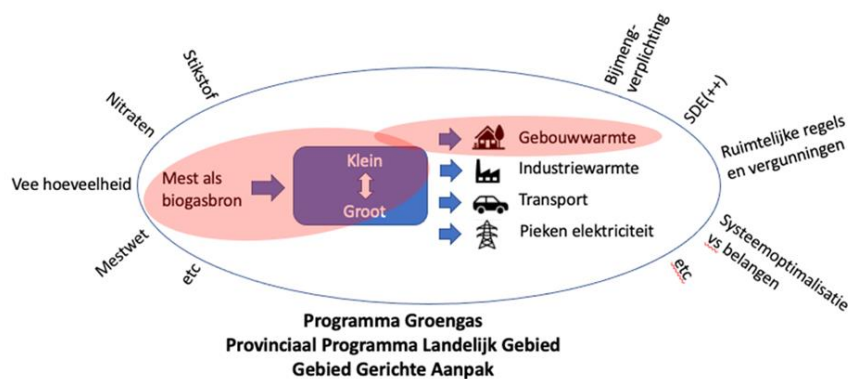 Stikstof
Nitraten
Vee hoeveelheid
Mestwet
etc
Mest als
biogasbron
Klein
Groot
Gebouwwarmte
Industriewarmte
Transport
Pieken elektriciteit
Bijmeng-
verplichting
SDE(++)
Ruimtelijke regels
en vergunningen
Systeemoptimalisatie
vs belangen
etc
Programma Groengas
Provinciaal Programma Landelijk Gebied
Gebied Gerichte Aanpak